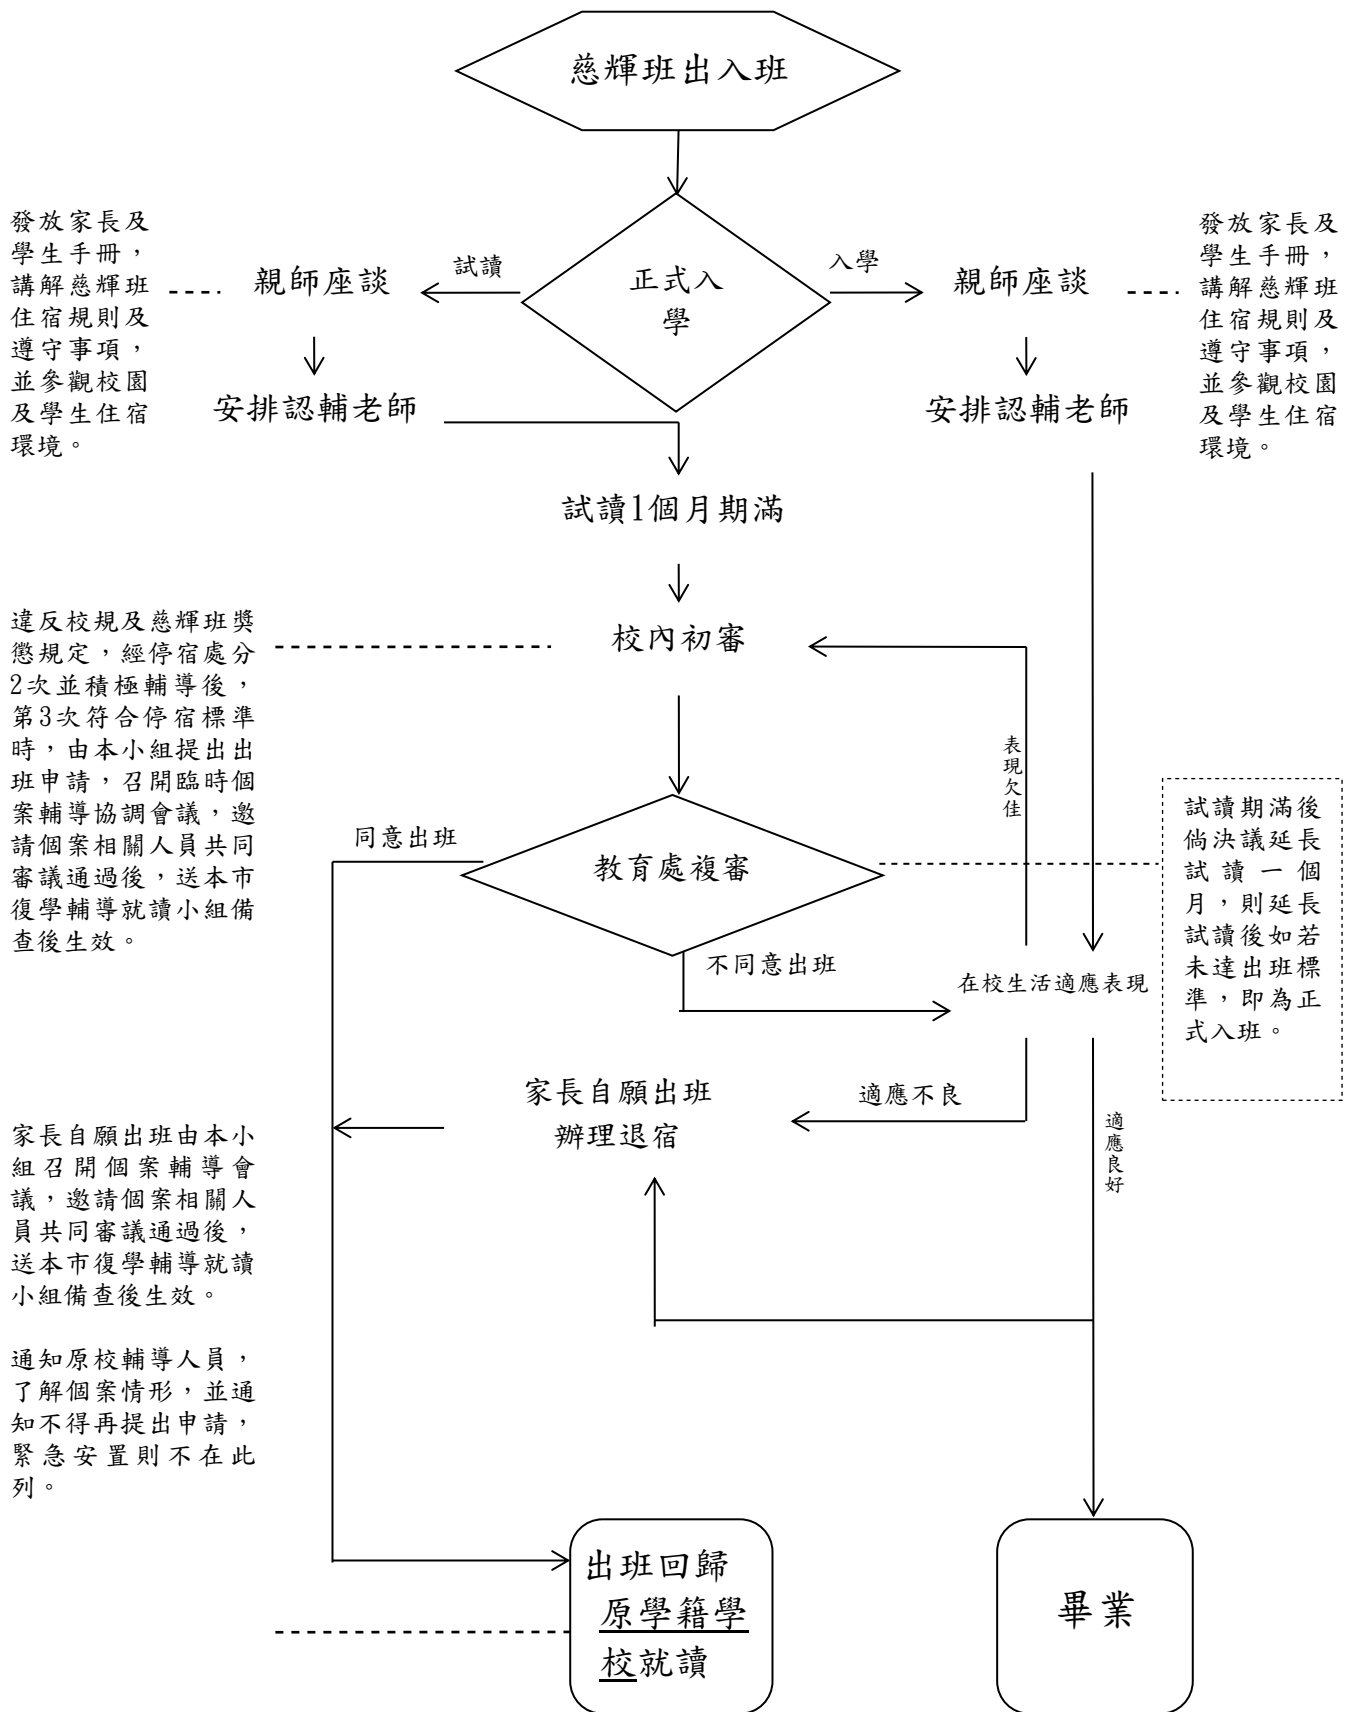 慈輝班出入班
發放家長及
學生手冊，
講解慈輝班
住宿規則及
遵守事項，
並參觀校園
及學生住宿
環境。
親師座談
試讀
正式入
學
入學
親師座談
發放家長及
學生手冊，
講解慈輝班
住宿規則及
遵守事項，
並參觀校園
及學生住宿
環境。
安排認輔老師
安排認輔老師
試讀1個月期滿
校內初審
違反校規及慈輝班獎
懲規定，經停宿處分
2次並積極輔導後，
第3次符合停宿標準
時，由本小組提出出
班申請，召開臨時個
案輔導協調會議，邀
請個案相關人員共同
審議通過後，送本市
復學輔導就讀小組備
查後生效。
表現欠佳
同意出班
教育處複審
試讀期滿後
倘決議延長
試讀一個
月，則延長
試讀後如若
未達出班標
準，即為正
式入班。
不同意出班
在校生活適應表現
家長自願出班
辦理退宿
適應不良
適應良好
家長自願出班由本小
組召開個案輔導會
議，邀請個案相關人
員共同審議通過後，
送本市復學輔導就讀
小組備查後生效。
通知原校輔導人員，
了解個案情形，並通
知不得再提出申請，
緊急安置則不在此
列。
出班回歸
原學籍學
校就讀
畢業